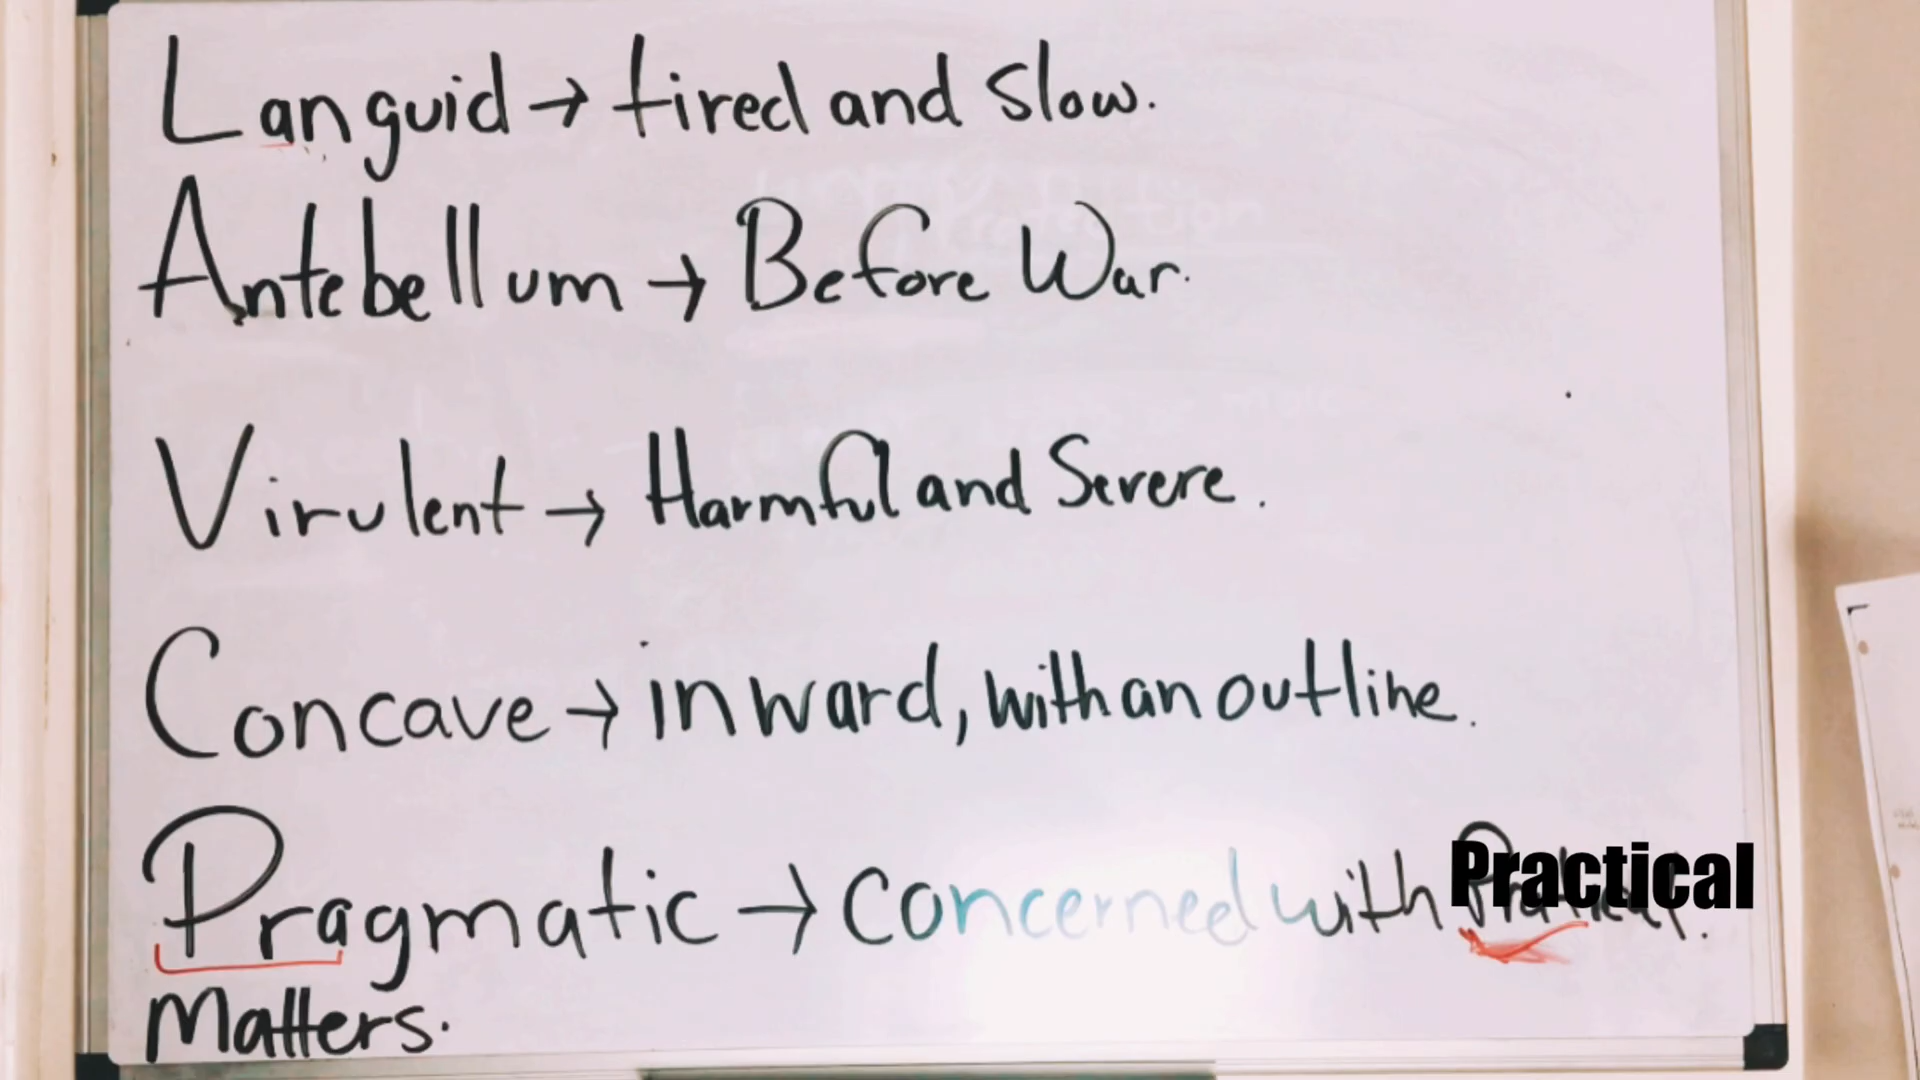 Languid → tired and slow.
Antebellum → Before War.
Virulent → Harmful and Severe.
Concave → inward, with an outline.
Pragmatic → Concerned with Practical
Matters.